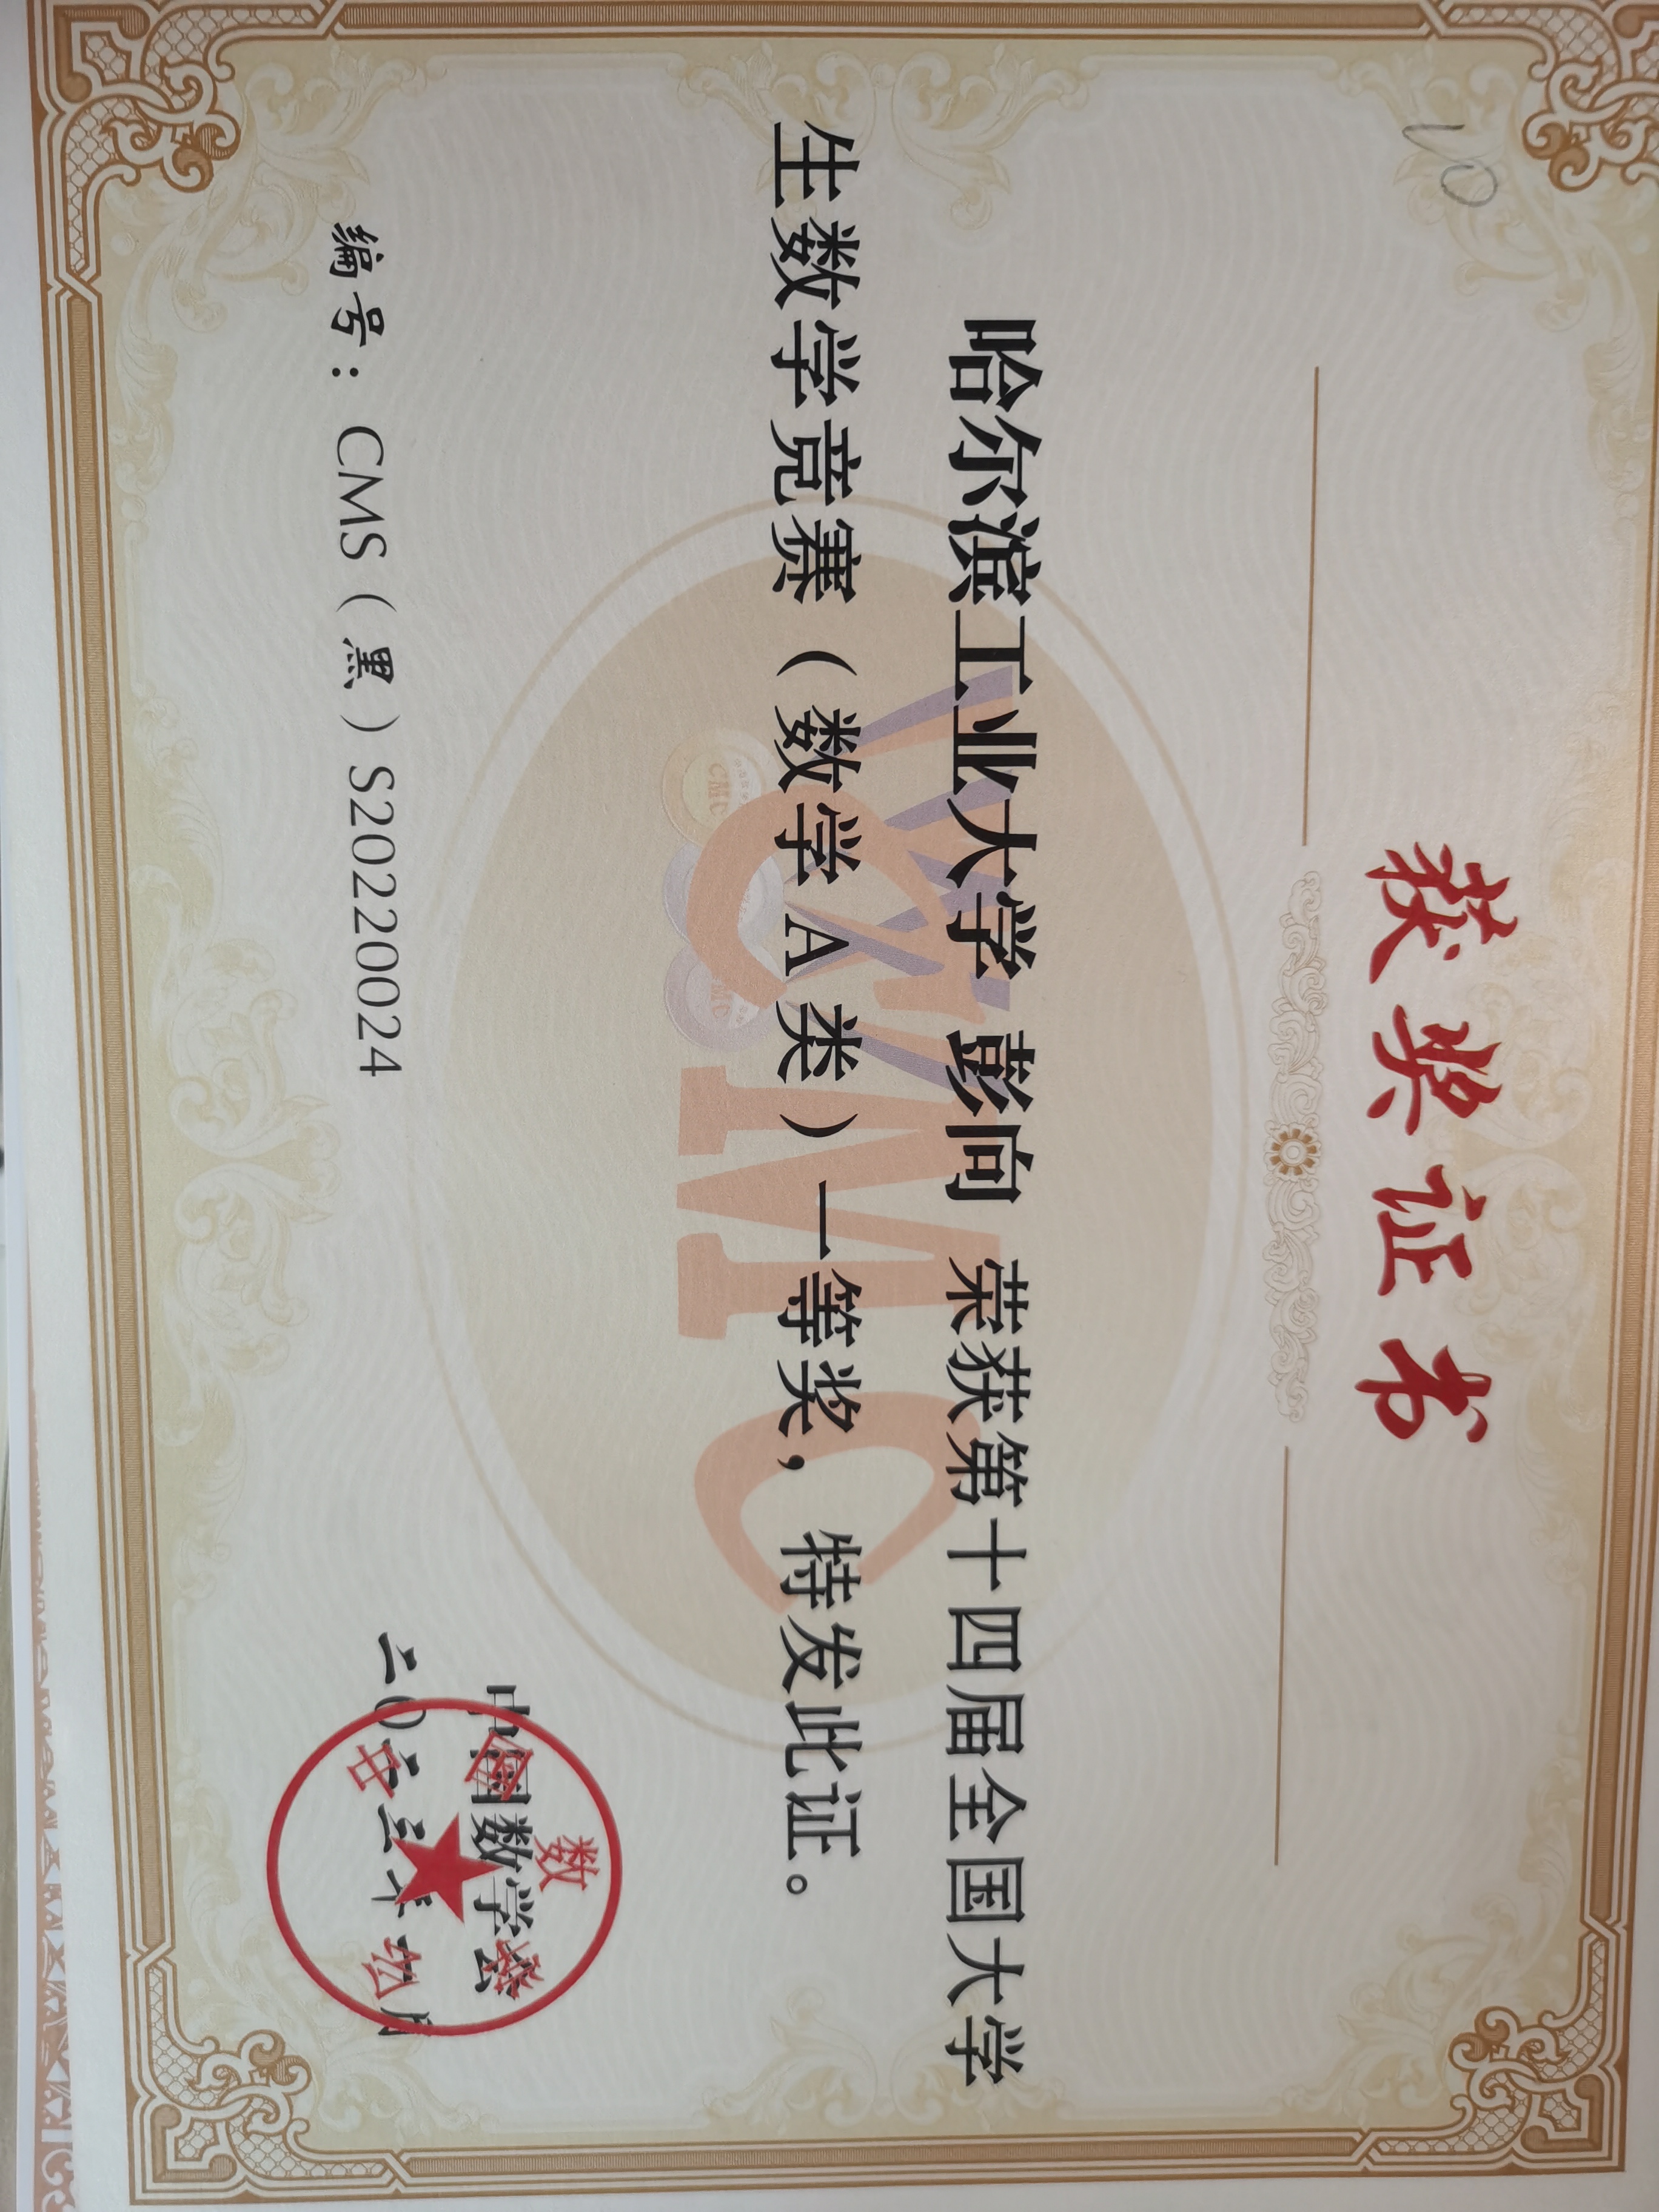 10
获奖证书
哈尔滨工业大学 彭向 荣获第十四届全国大学
生数学竞赛（数学A类）一等奖，特发此证。
CMC
编号：CMS（黑）S20220024
中国数学会
二〇二三年
中国数学会